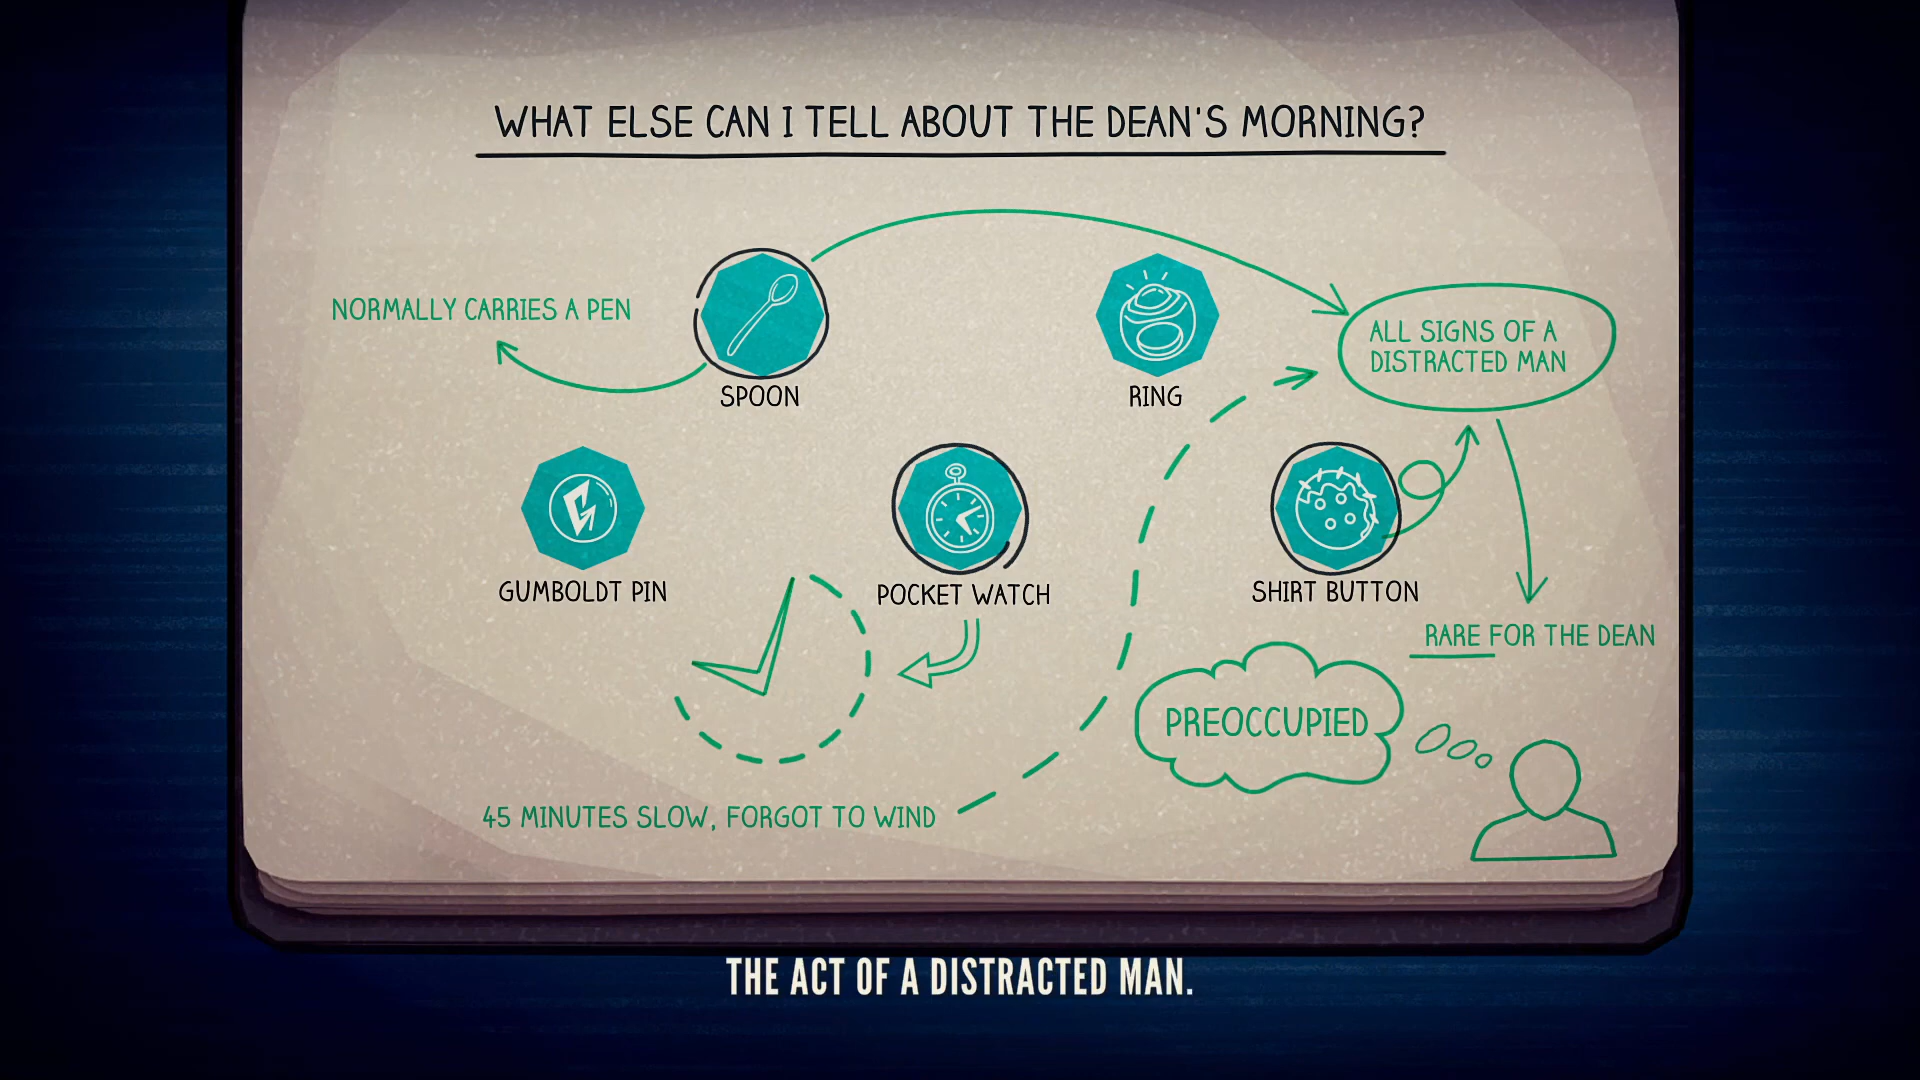 WHAT ELSE CAN I TELL ABOUT THE DEAN'S MORNING?
NORMALLY CARRIES A PEN
SPOON
RING
ALL SIGNS OF A
DISTRACTED MAN
GUMBOLDT PIN
POCKET WATCH
SHIRT BUTTON
RARE FOR THE DEAN
PREOCCUPIED
45 MINUTES SLOW, FORGOT TO WIND
THE ACT OF A DISTRACTED MAN.